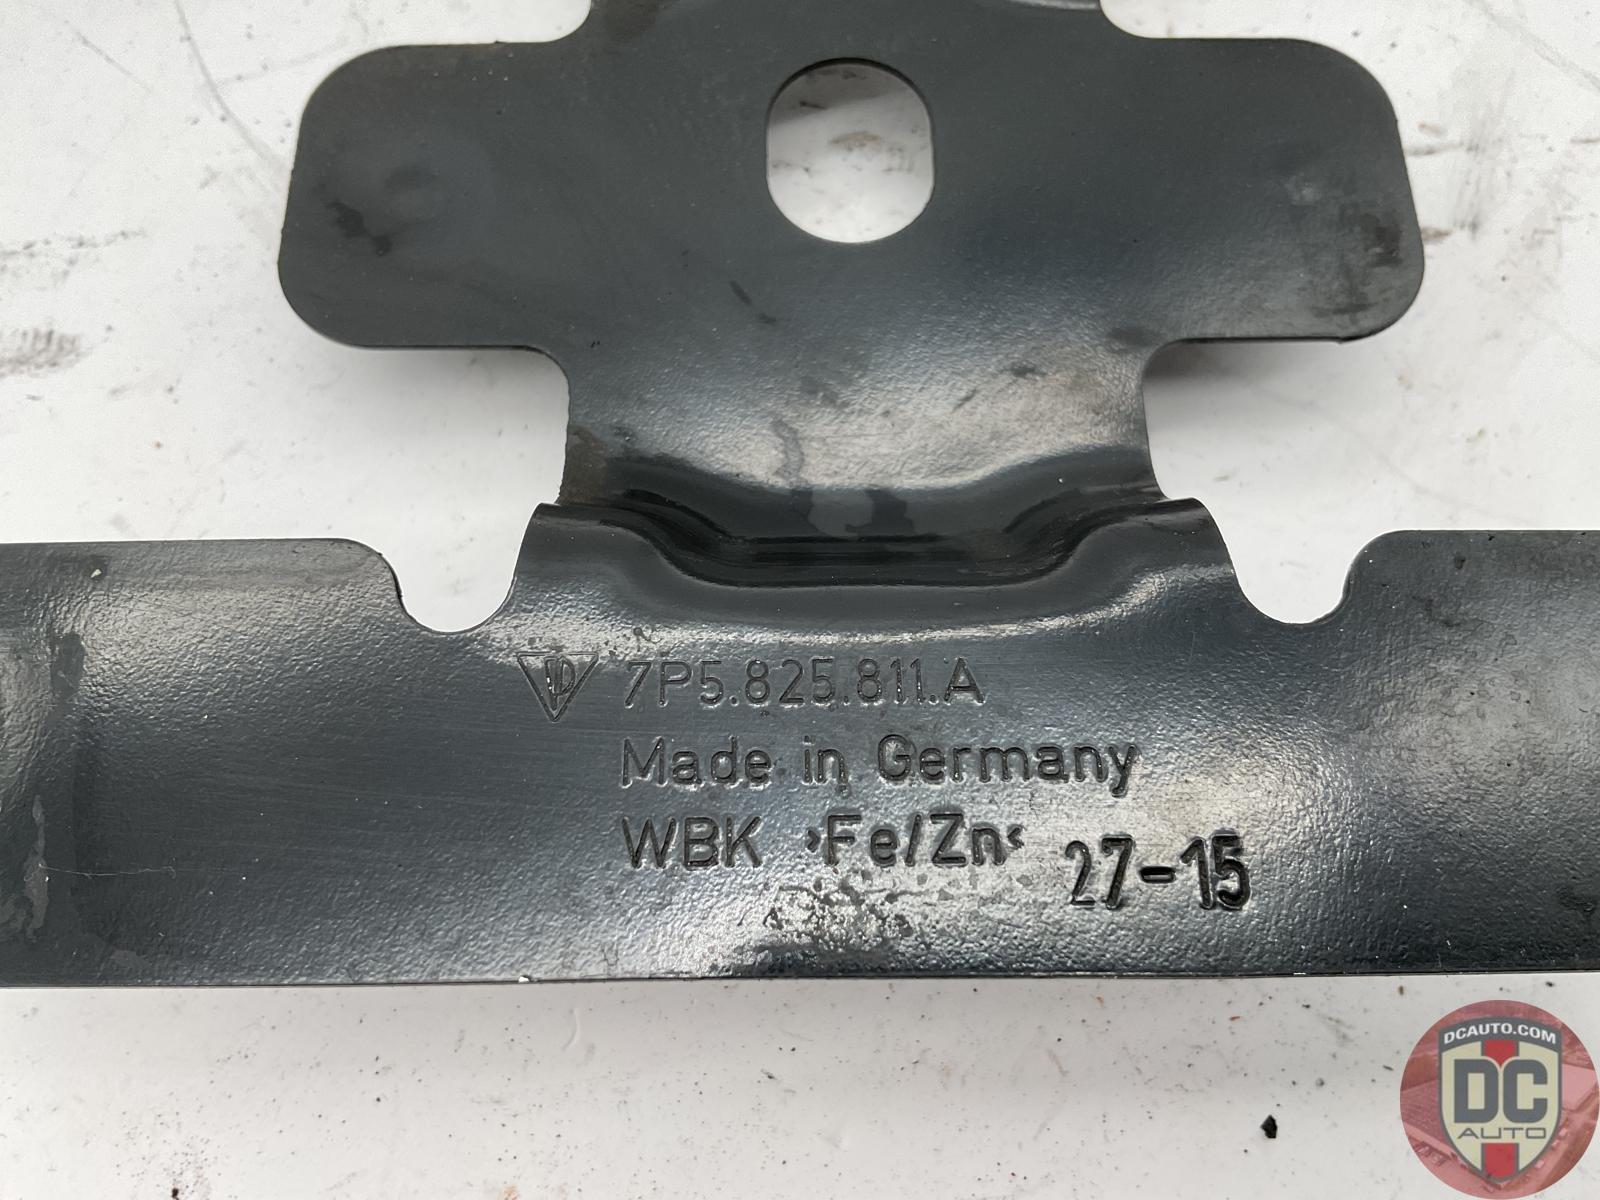 7P5.825.811.A
Made in Germany
WBK >Fe/Zn< 27-15
DCAUTO.COM
DC
AUTO